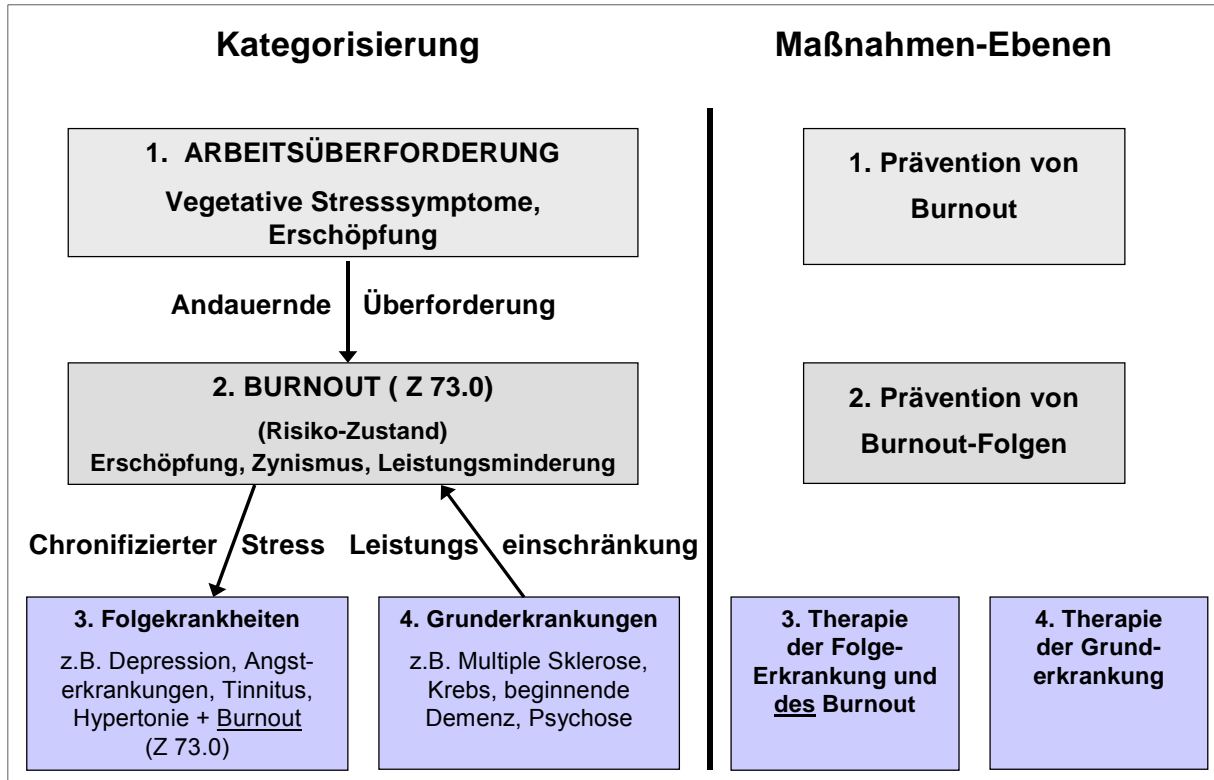 Kategorisierung
Maßnahmen-Ebenen
1. ARBEITSÜBERFORDERUNG
Vegetative Stresssymptome,
Erschöpfung
1. Prävention von
Burnout
Andauernde Überforderung
2. BURNOUT ( Z 73.0)
(Risiko-Zustand)
Erschöpfung, Zynismus, Leistungsminderung
2. Prävention von
Burnout-Folgen
Chronifizierter Stress
Leistungs einschränkung
3. Folgekrankheiten
z.B. Depression, Angst-
erkrankungen, Tinnitus,
Hypertonie + Burnout
(Z 73.0)
4. Grunderkrankungen
z.B. Multiple Sklerose,
Krebs, beginnende
Demenz, Psychose
3. Therapie
der Folge-
Erkrankung und
des Burnout
4. Therapie
der Grund-
erkrankung